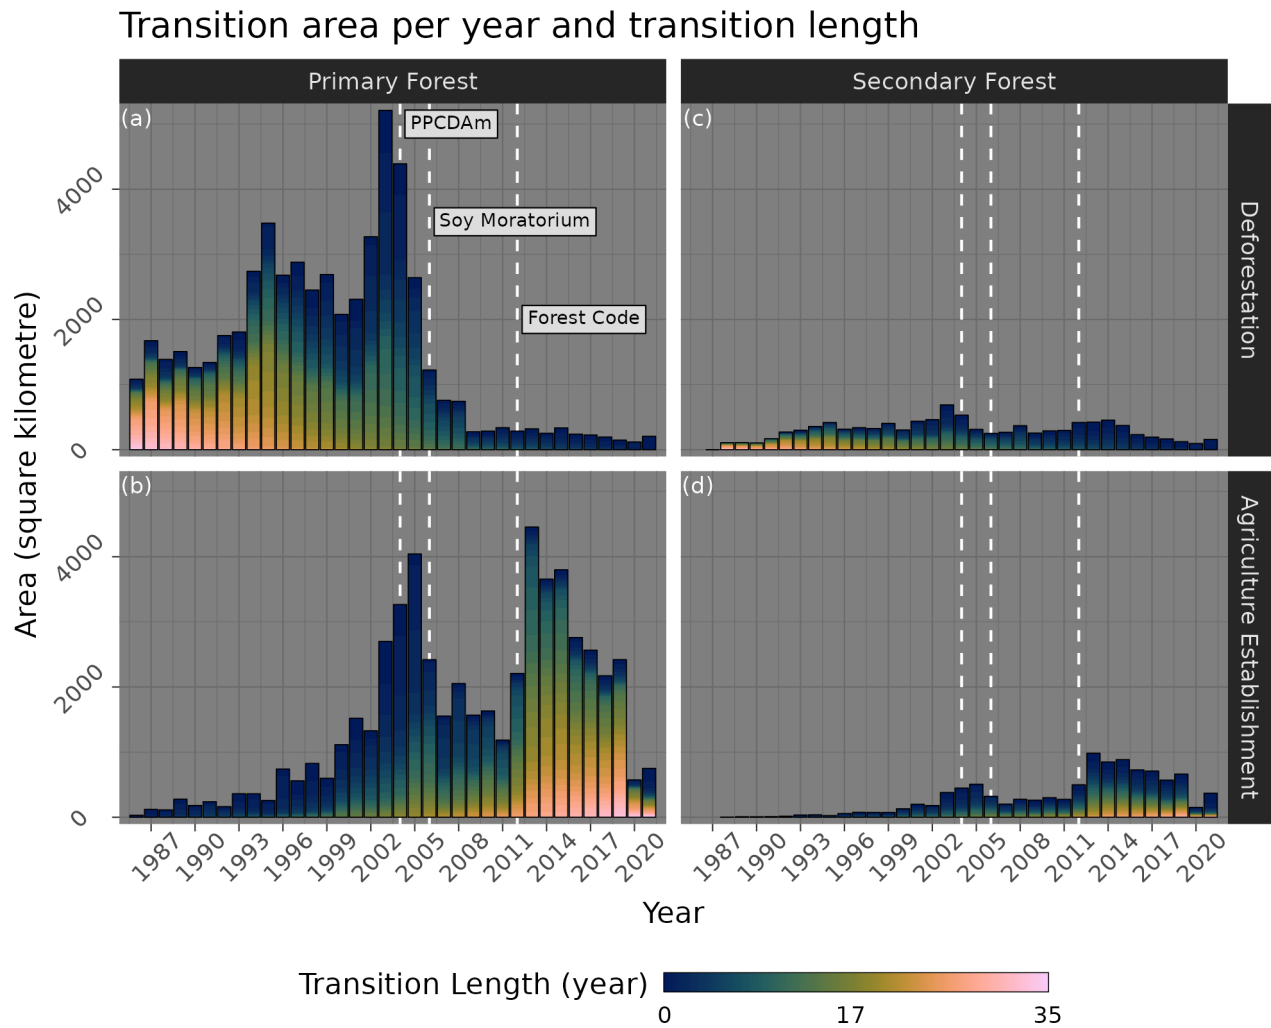 Transition area per year and transition length
Primary Forest
Secondary Forest
(a)
PPCDAm
Soy Moratorium
Forest Code
(c)
Deforestation
4000
2000
0
(b)
(d)
Agriculture Establishment
4000
2000
0
Area (square kilometre)
1987 1990 1993 1996 1999 2002 2005 2008 2011 2014 2017 2020
1987 1990 1993 1996 1999 2002 2005 2008 2011 2014 2017 2020
Year
Transition Length (year)
0 17 35